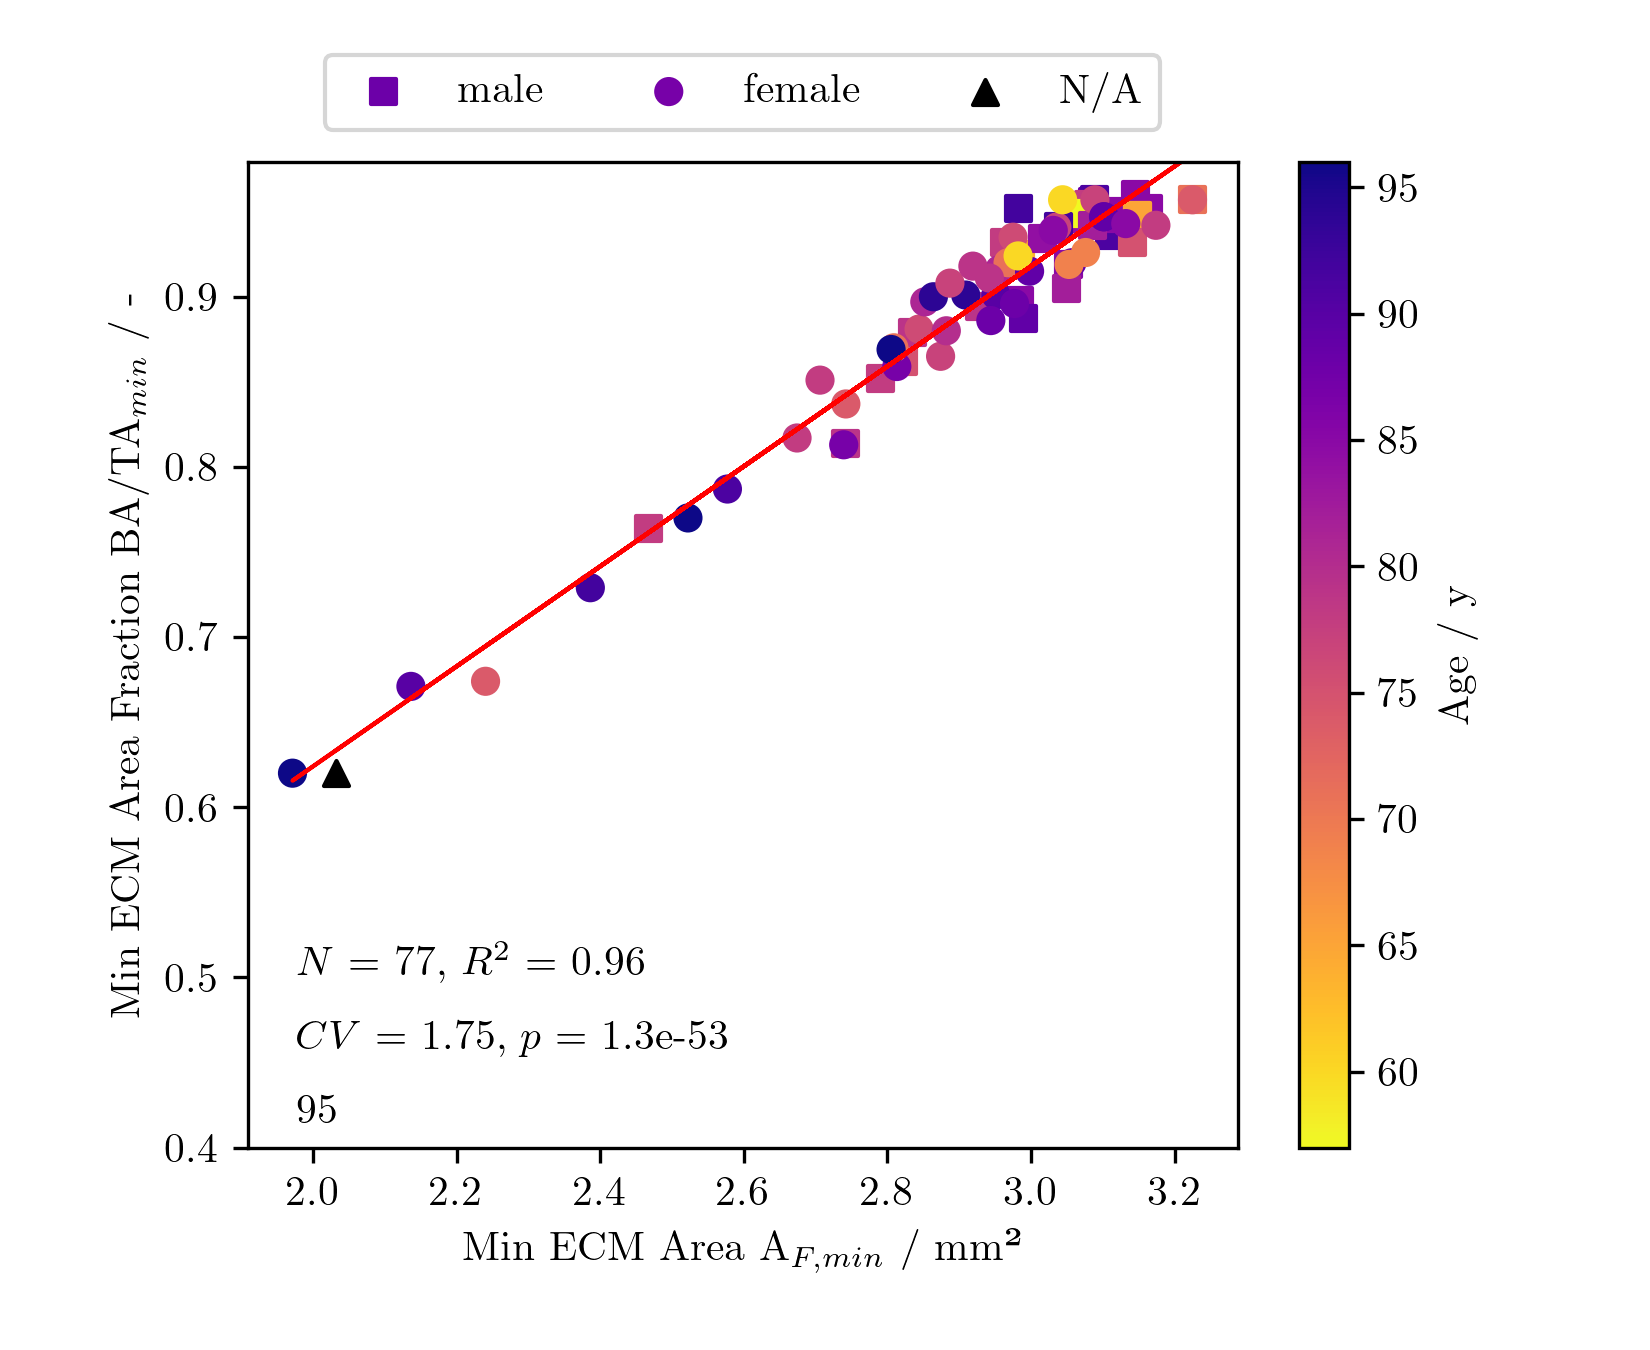 male female N/A
Min ECM Area Fraction BA/TA_min / -
0.9
0.8
0.7
0.6
0.5
0.4
N = 77, R² = 0.96
CV = 1.75, p = 1.3e-53
95
2.0 2.2 2.4 2.6 2.8 3.0 3.2
Min ECM Area A_F,min / mm²
95
90
85
80
75
70
65
60
Age / y